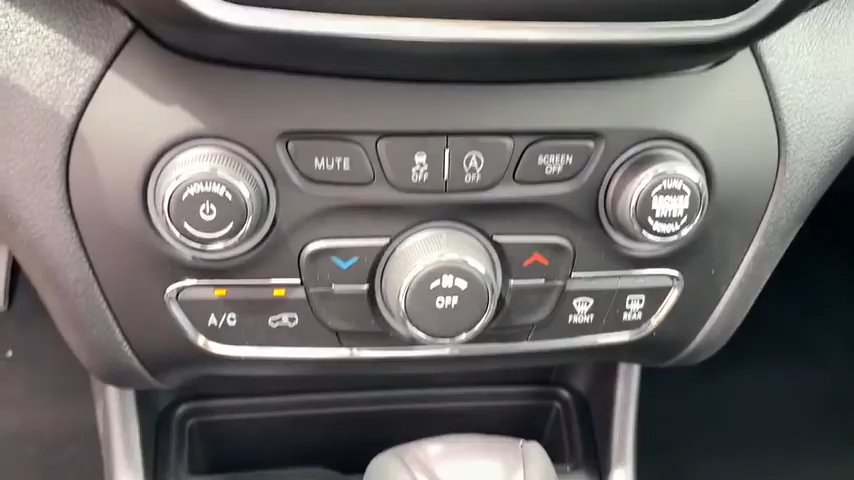 MUTE
OFF
A
OFF
SCREEN
OFF
VOLUME
TUNE
BROWSE
ENTER
SCROLL
OFF
A/C
FRONT
REAR